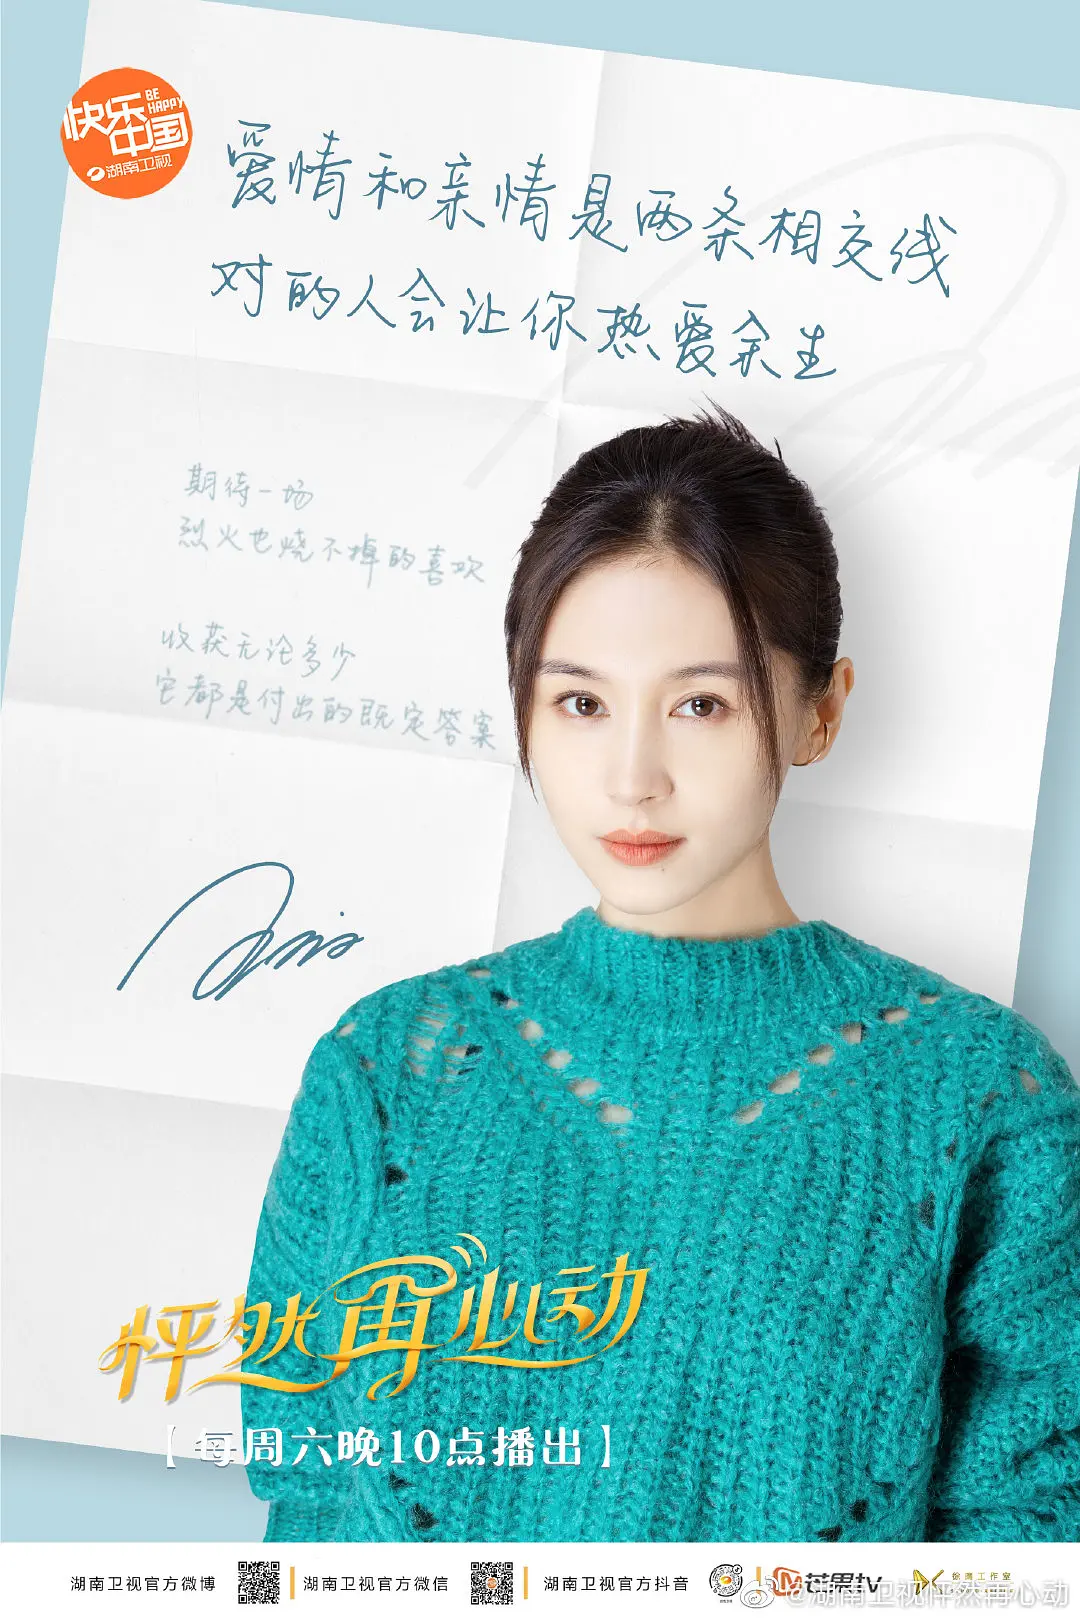 快乐
BE
HAPPY
中国
湖南卫视
爱情和亲情是两条相交线
对的人会让你热爱余生
期待一场
烈火也烧不掉的喜欢
收获无论多少
它都是付出的既定答案
怦然再心动
【每周六晚10点播出】
湖南卫视官方微博
湖南卫视官方微信
湖南卫视官方抖音
芒果tv
徐鹰工作室
@湖南卫视怦然再心动